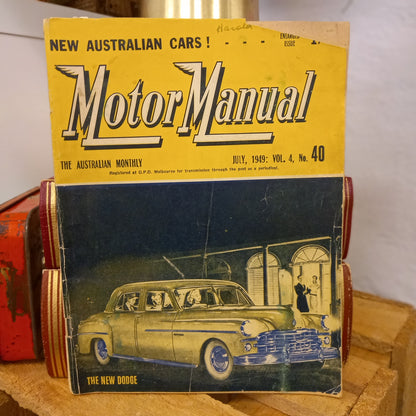 NEW AUSTRALIAN CARS! - - - -
ENLARGED
ISSUE
Motor Manual
THE AUSTRALIAN MONTHLY
JULY, 1949: VOL. 4, No. 40
Registered at G.P.O. Melbourne for transmission through the post as a periodical.
THE NEW DODGE